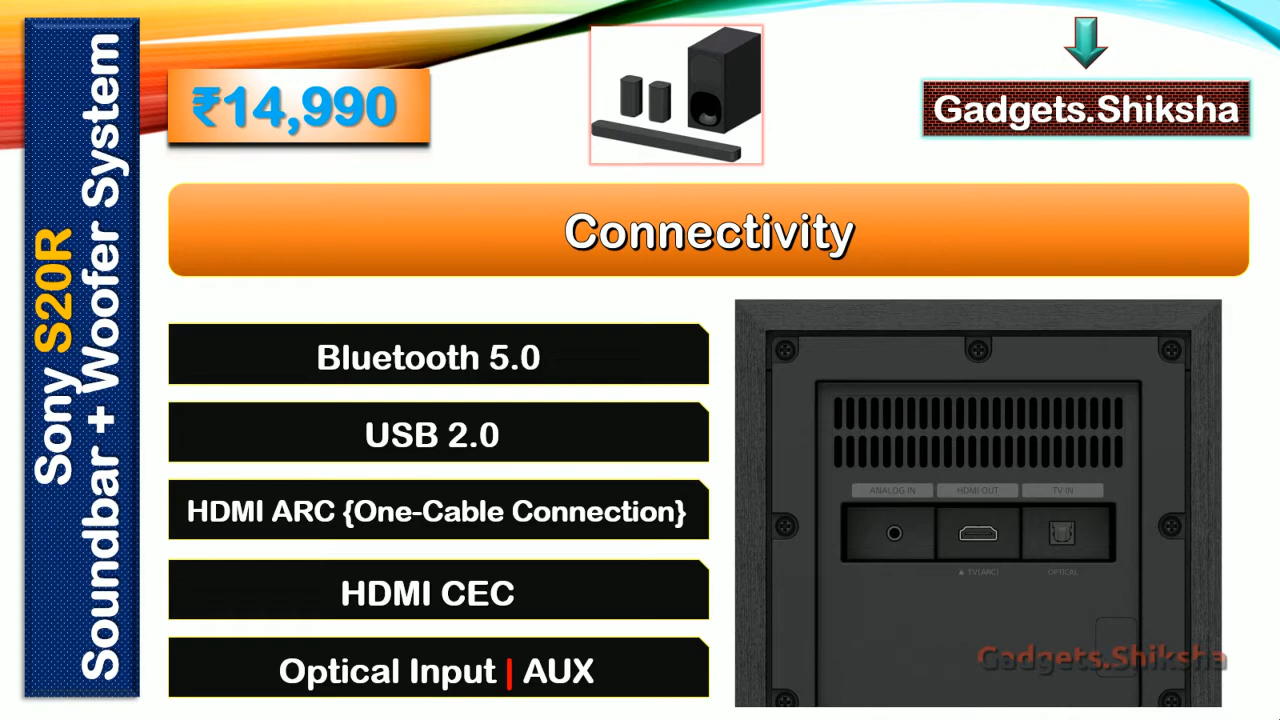 Sony S20R
Soundbar + Woofer System
₹14,990
Gadgets.Shiksha
Connectivity
Bluetooth 5.0
USB 2.0
HDMI ARC {One-Cable Connection}
HDMI CEC
Optical Input | AUX
ANALOG IN HDMI OUT TV IN
TV(ARC) OPTICAL
Gadgets.Shiksha